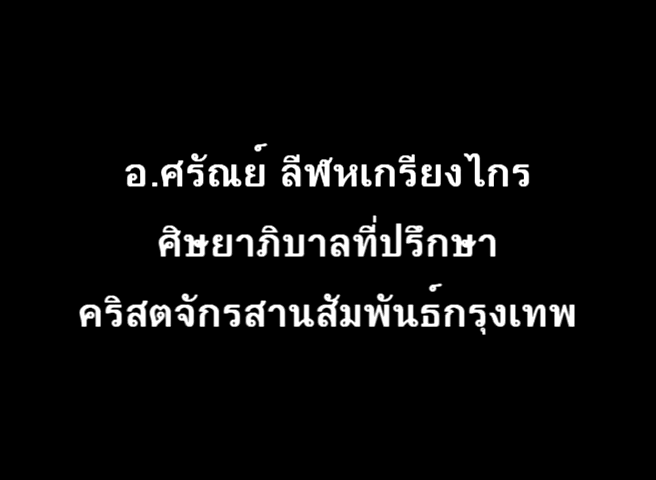 อ.ศรัณย์ ลีฬหเกรียงไกร
ศิษยาภิบาลที่ปรึกษา
คริสตจักรสานสัมพันธ์กรุงเทพ